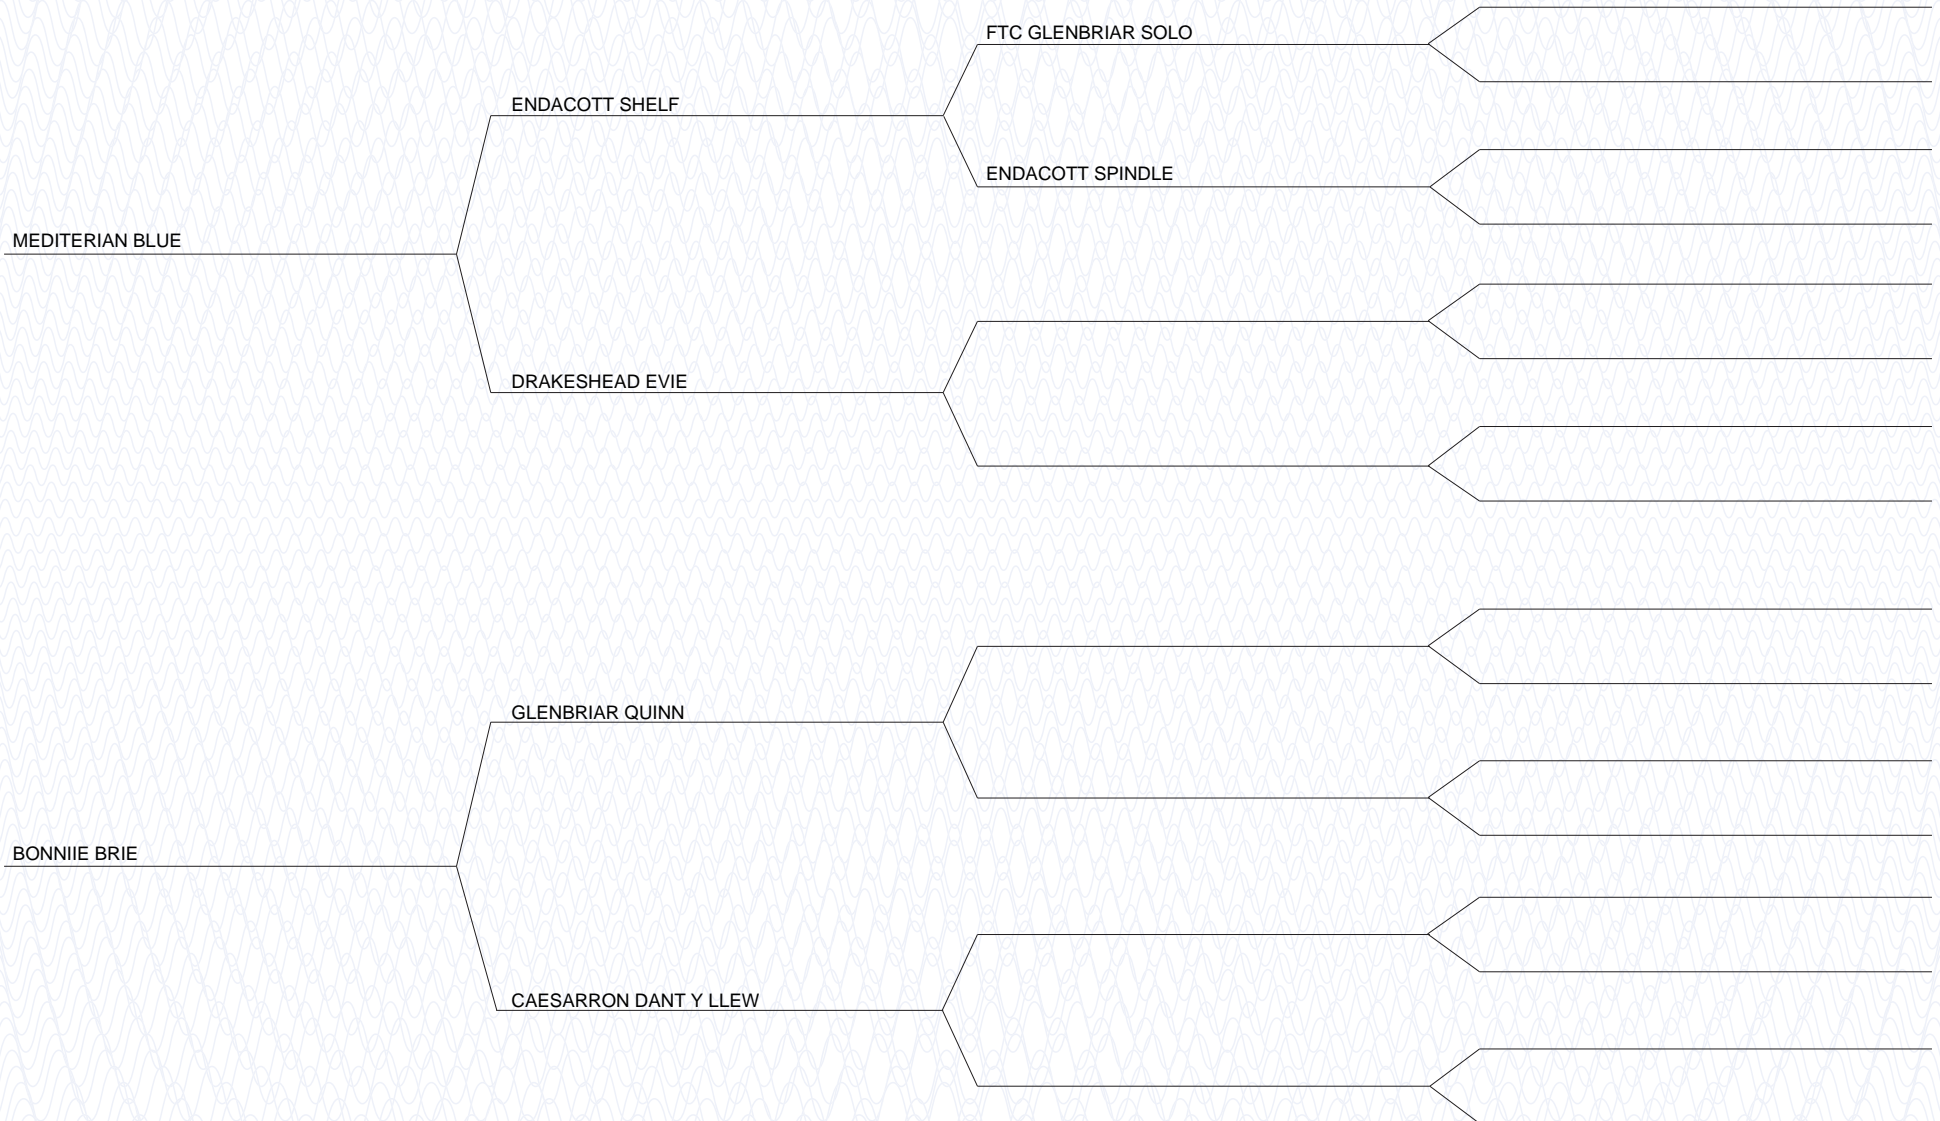 FTC GLENBRIAR SOLO
ENDACOTT SHELF
ENDACOTT SPINDLE
MEDITERIAN BLUE
DRAKESHEAD EVIE
GLENBRIAR QUINN
BONNIIE BRIE
CAESARRON DANT Y LLEW